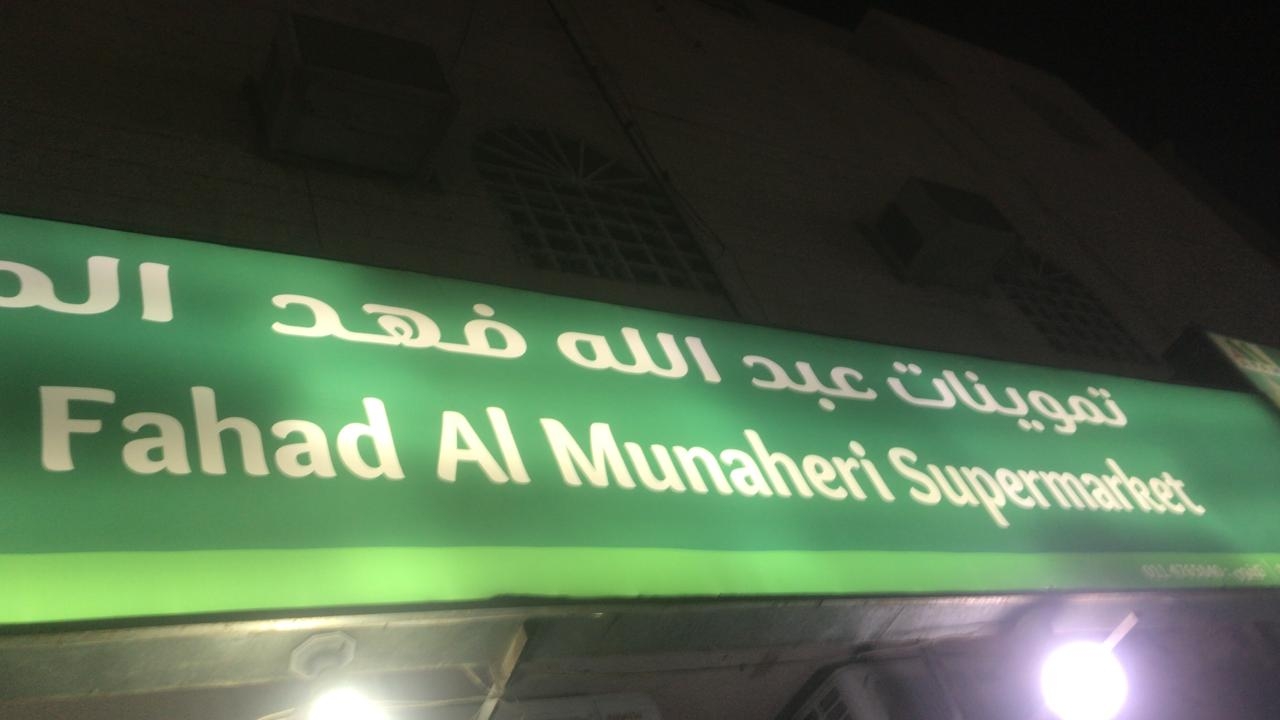 تموينات عبد الله فهد
Fahad Al Munaheri Supermarket